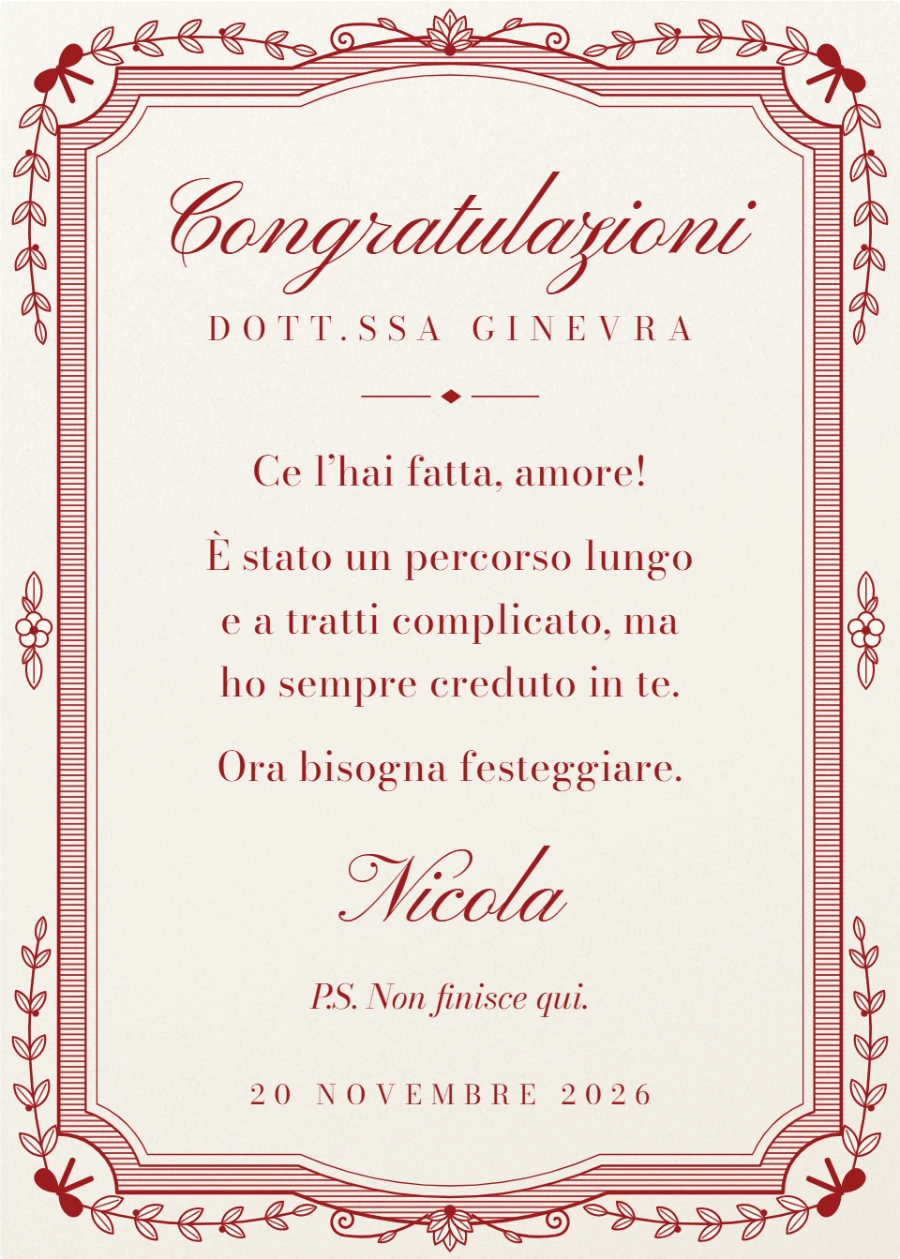 Congratulazioni
DOTT.SSA GINEVRA
Ce l’hai fatta, amore!
È stato un percorso lungo
e a tratti complicato, ma
ho sempre creduto in te.
Ora bisogna festeggiare.
Nicola
P.S. Non finisce qui.
20 NOVEMBRE 2026